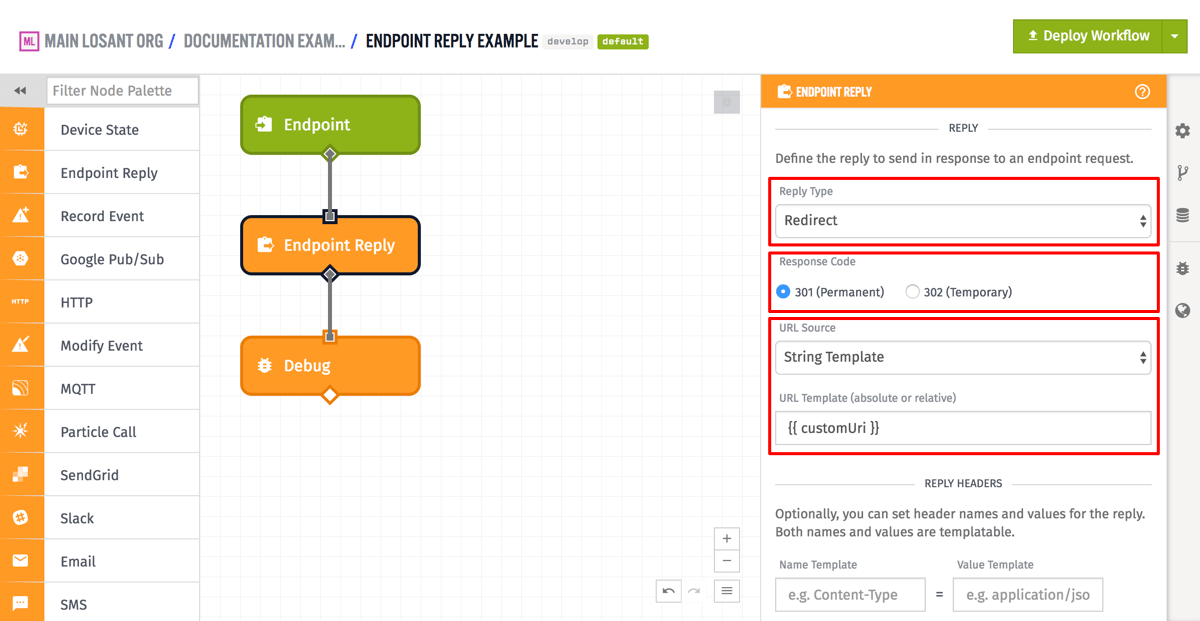 ML MAIN LOSANT ORG / DOCUMENTATION EXAM... / ENDPOINT REPLY EXAMPLE develop default
Deploy Workflow
Filter Node Palette
Device State
Endpoint Reply
Record Event
Google Pub/Sub
HTTP HTTP
Modify Event
MQTT
Particle Call
SendGrid
Slack
Email
SMS
Endpoint
Endpoint Reply
Debug
ENDPOINT REPLY
REPLY
Define the reply to send in response to an endpoint request.
Reply Type
Redirect
Response Code
301 (Permanent) 302 (Temporary)
URL Source
String Template
URL Template (absolute or relative)
{{ customUri }}
REPLY HEADERS
Optionally, you can set header names and values for the reply.
Both names and values are templatable.
Name Template Value Template
e.g. Content-Type = e.g. application/jso